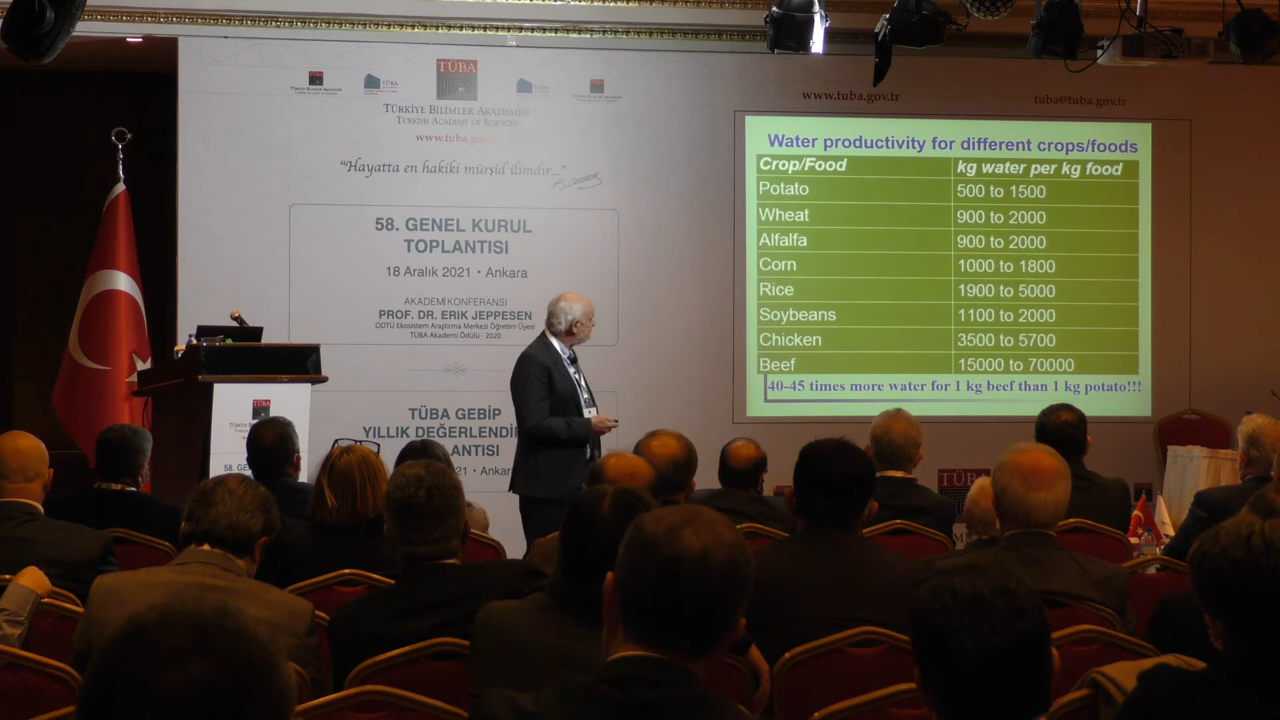 TÜBA
TÜRKİYE BİLİMLER AKADEMİSİ
TURKISH ACADEMY OF SCIENCES
www.tuba.gov.tr
"Hayatta en hakiki mürşid ilimdir..."
58. GENEL KURUL
TOPLANTISI
18 Aralık 2021 • Ankara
AKADEMİ KONFERANSI
PROF. DR. ERIK JEPPESEN
ODTÜ Ekosistem Araştırma Merkezi Öğretim Üyesi
TÜBA Akademi Ödülü - 2020
TÜBA GEBİP
YILLIK DEĞERLENDİ
ANTISI
2021 • Ankar
www.tuba.gov.tr
tuba@tuba.gov.tr
Water productivity for different crops/foods
Crop/Food kg water per kg food
Potato 500 to 1500
Wheat 900 to 2000
Alfalfa 900 to 2000
Corn 1000 to 1800
Rice 1900 to 5000
Soybeans 1100 to 2000
Chicken 3500 to 5700
Beef 15000 to 70000
40-45 times more water for 1 kg beef than 1 kg potato!!!
58. GE
TÜBA